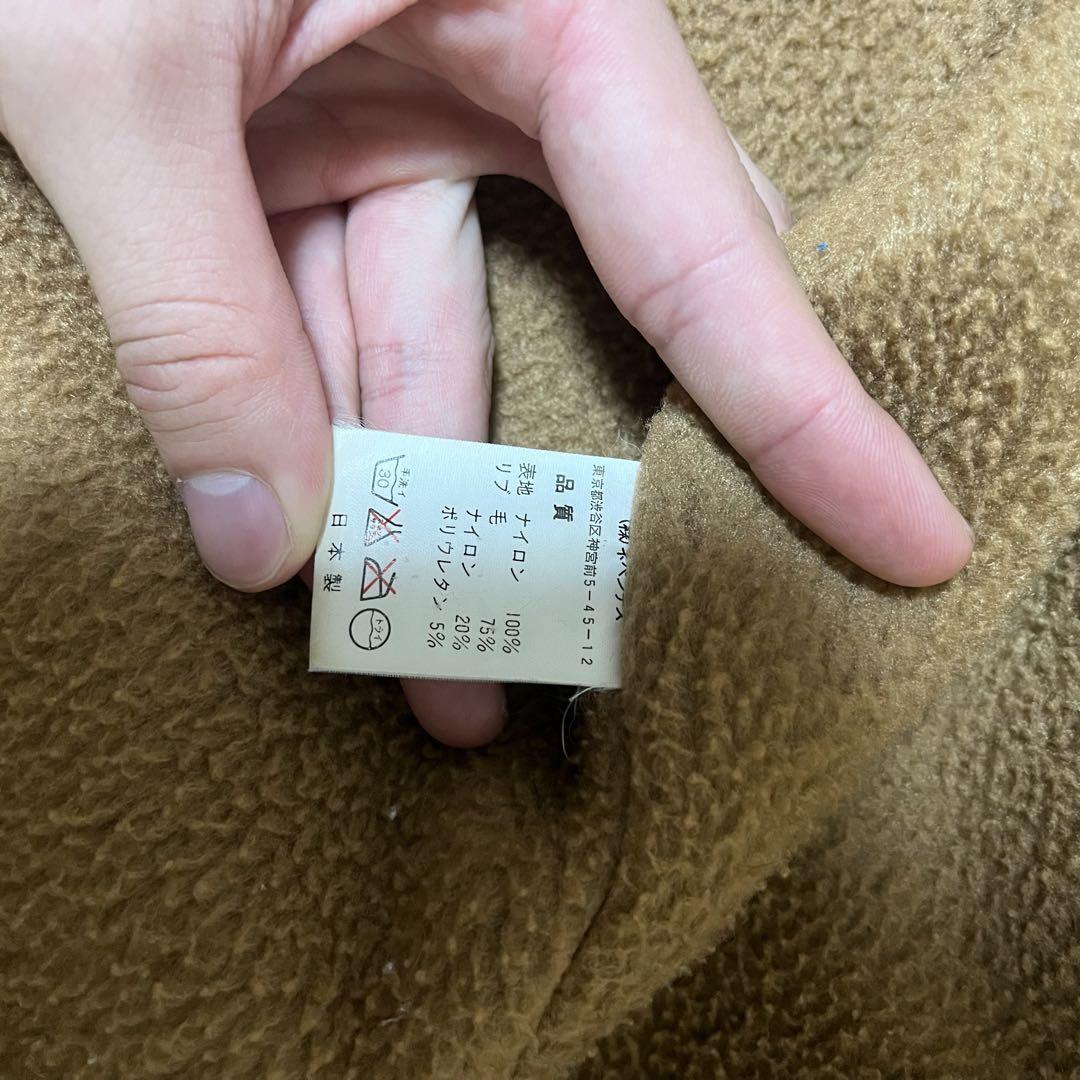 東京都渋谷区神宮前5-45-12
品質
表地 ナイロン 100%
リブ 毛 75%
ナイロン 20%
ポリウレタン 5%
手洗イ
30
ドライ
日本製